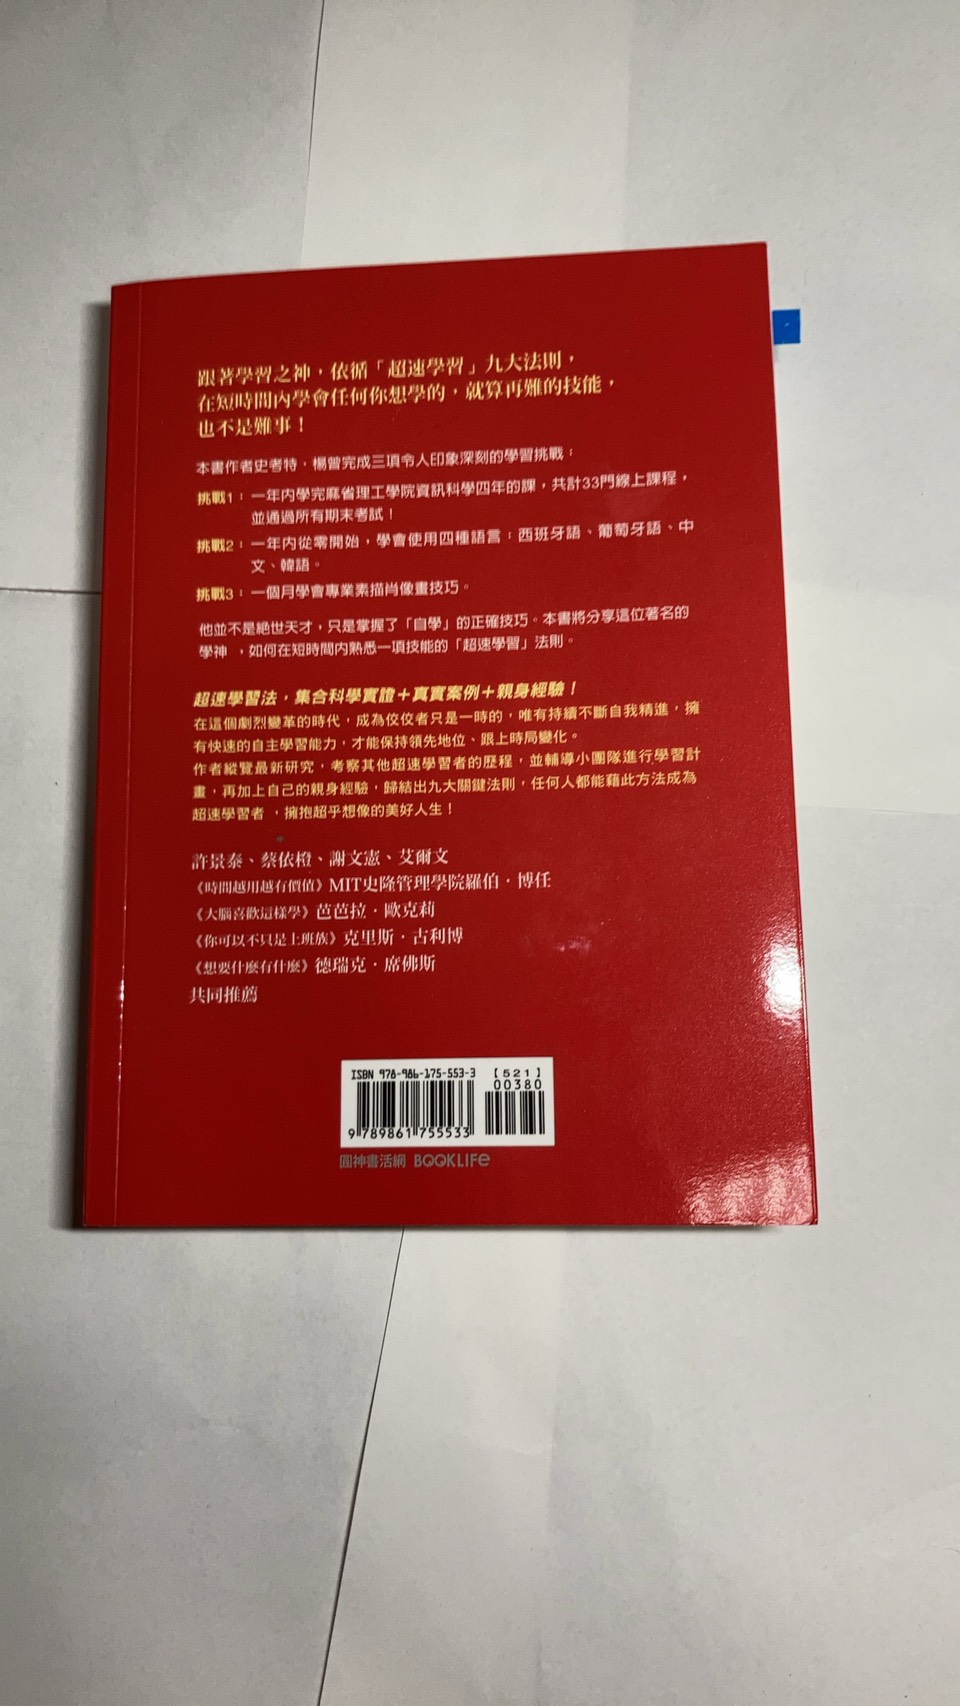 跟著學習之神，依循「超速學習」九大法則，
在短時間內學會任何你想學的，就算再難的技能，
也不是難事！
本書作者史考特．楊曾完成三項令人印象深刻的學習挑戰：
挑戰1：一年內學完麻省理工學院資訊科學四年的課，共計33門線上課程，
並通過所有期末考試！
挑戰2：一年內從零開始，學會使用四種語言：西班牙語、葡萄牙語、中
文、韓語。
挑戰3：一個月學會專業素描肖像畫技巧。
他並不是絕世天才，只是掌握了「自學」的正確技巧。本書將分享這位著名的
學神，如何在短時間內熟悉一項技能的「超速學習」法則。
超速學習法，集合科學實證＋真實案例＋親身經驗！
在這個劇烈變革的時代，成為佼佼者只是一時的，唯有持續不斷自我精進，擁
有快速的自主學習能力，才能保持領先地位、跟上時局變化。
作者縱覽最新研究，考察其他超速學習者的歷程，並輔導小團隊進行學習計
畫，再加上自己的親身經驗，歸結出九大關鍵法則，任何人都能藉此方法成為
超速學習者，擁抱超乎想像的美好人生！
許景泰、蔡依橙、謝文憲、艾爾文
《時間越用越有價值》MIT史隆管理學院羅伯．博任
《大腦喜歡這樣學》芭芭拉．歐克莉
《你可以不只是上班族》克里斯．古利博
《想要什麼有什麼》德瑞克．席佛斯
共同推薦
ISBN 978-986-175-553-3
[521]
00380
9 789861 755533
圓神書活網 BOOKLIFE